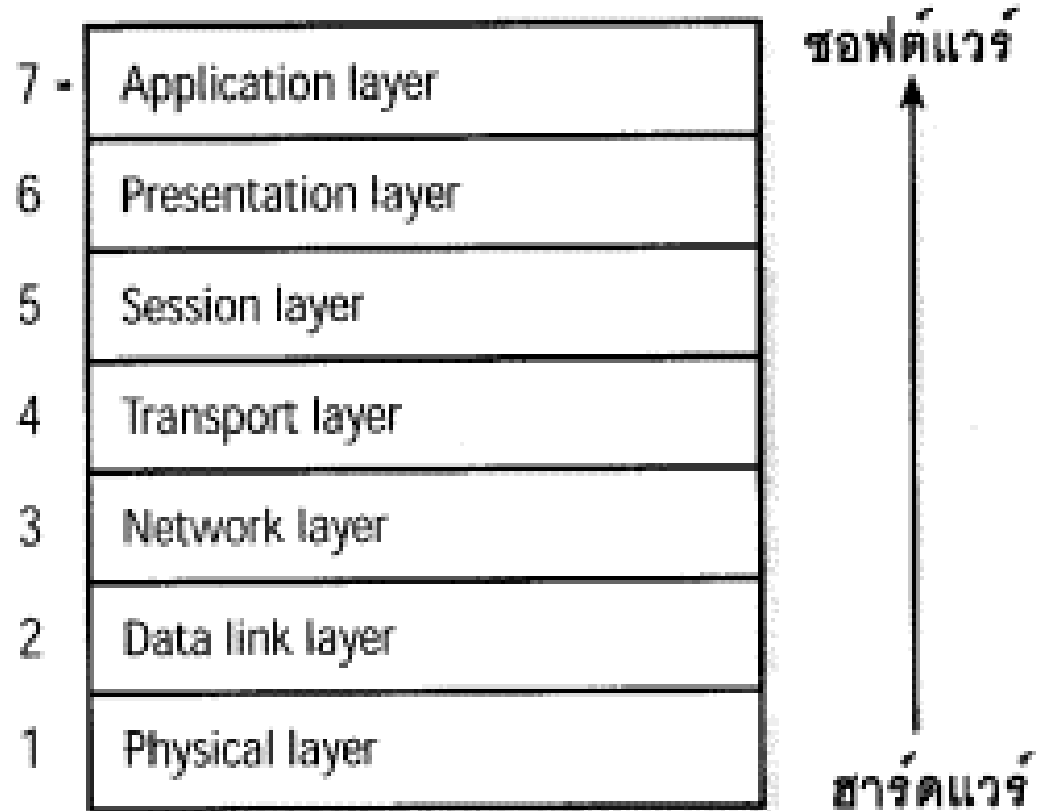 ซอฟต์แวร์
7 - Application layer
6 Presentation layer
5 Session layer
4 Transport layer
3 Network layer
2 Data link layer
1 Physical layer
ฮาร์ดแวร์